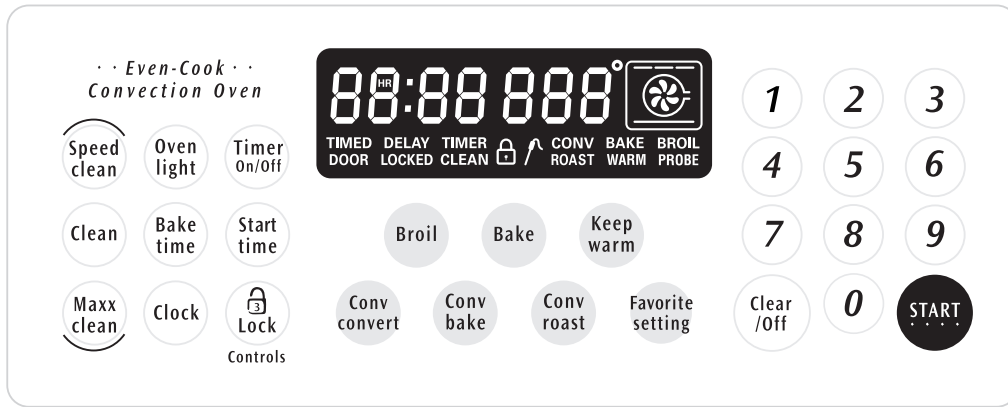 · · Even-Cook · ·
Convection Oven
Speed
clean
Oven
light
Timer
On/Off
Clean
Bake
time
Start
time
Maxx
clean
Clock
3
Lock
Controls
88:88 888°
HR
TIMED DELAY TIMER CONV BAKE BROIL
DOOR LOCKED CLEAN ROAST WARM PROBE
Broil
Bake
Keep
warm
Conv
convert
Conv
bake
Conv
roast
Favorite
setting
1 2 3
4 5 6
7 8 9
Clear
/Off
0
START